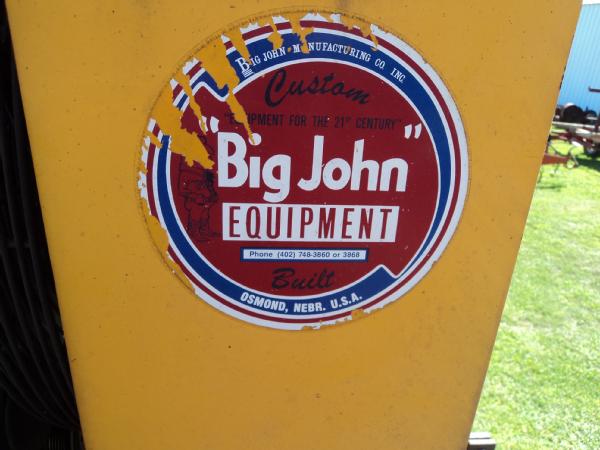 BIG JOHN MANUFACTURING CO. INC.
Custom
EQUIPMENT FOR THE 21ST CENTURY"
"Big John"
EQUIPMENT
Phone (402) 748-3860 or 3868
Built
OSMOND, NEBR. U.S.A.